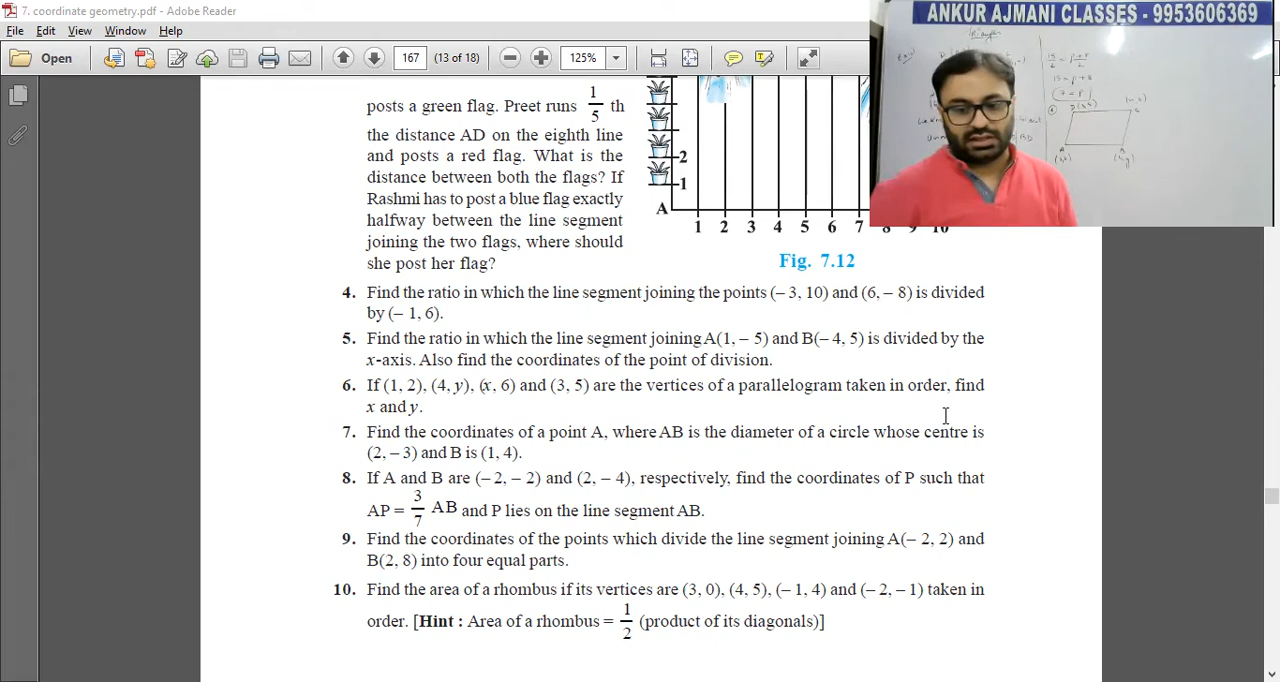 7. coordinate geometry.pdf - Adobe Reader
File Edit View Window Help
Open 167 (13 of 18) 125%
ANKUR AJMANI CLASSES - 9953606369
posts a green flag. Preet runs 1/5 th
the distance AD on the eighth line
and posts a red flag. What is the
distance between both the flags? If
Rashmi has to post a blue flag exactly
halfway between the line segment
joining the two flags, where should
she post her flag?
2
1
A
1 2 3 4 5 6 7 8 9 10
Fig. 7.12
4. Find the ratio in which the line segment joining the points (– 3, 10) and (6, – 8) is divided
by (– 1, 6).
5. Find the ratio in which the line segment joining A(1, – 5) and B(– 4, 5) is divided by the
x-axis. Also find the coordinates of the point of division.
6. If (1, 2), (4, y), (x, 6) and (3, 5) are the vertices of a parallelogram taken in order, find
x and y.
7. Find the coordinates of a point A, where AB is the diameter of a circle whose centre is
(2, – 3) and B is (1, 4).
8. If A and B are (– 2, – 2) and (2, – 4), respectively, find the coordinates of P such that
AP = 3/7 AB and P lies on the line segment AB.
9. Find the coordinates of the points which divide the line segment joining A(– 2, 2) and
B(2, 8) into four equal parts.
10. Find the area of a rhombus if its vertices are (3, 0), (4, 5), (– 1, 4) and (– 2, – 1) taken in
order. [Hint : Area of a rhombus = 1/2 (product of its diagonals)]